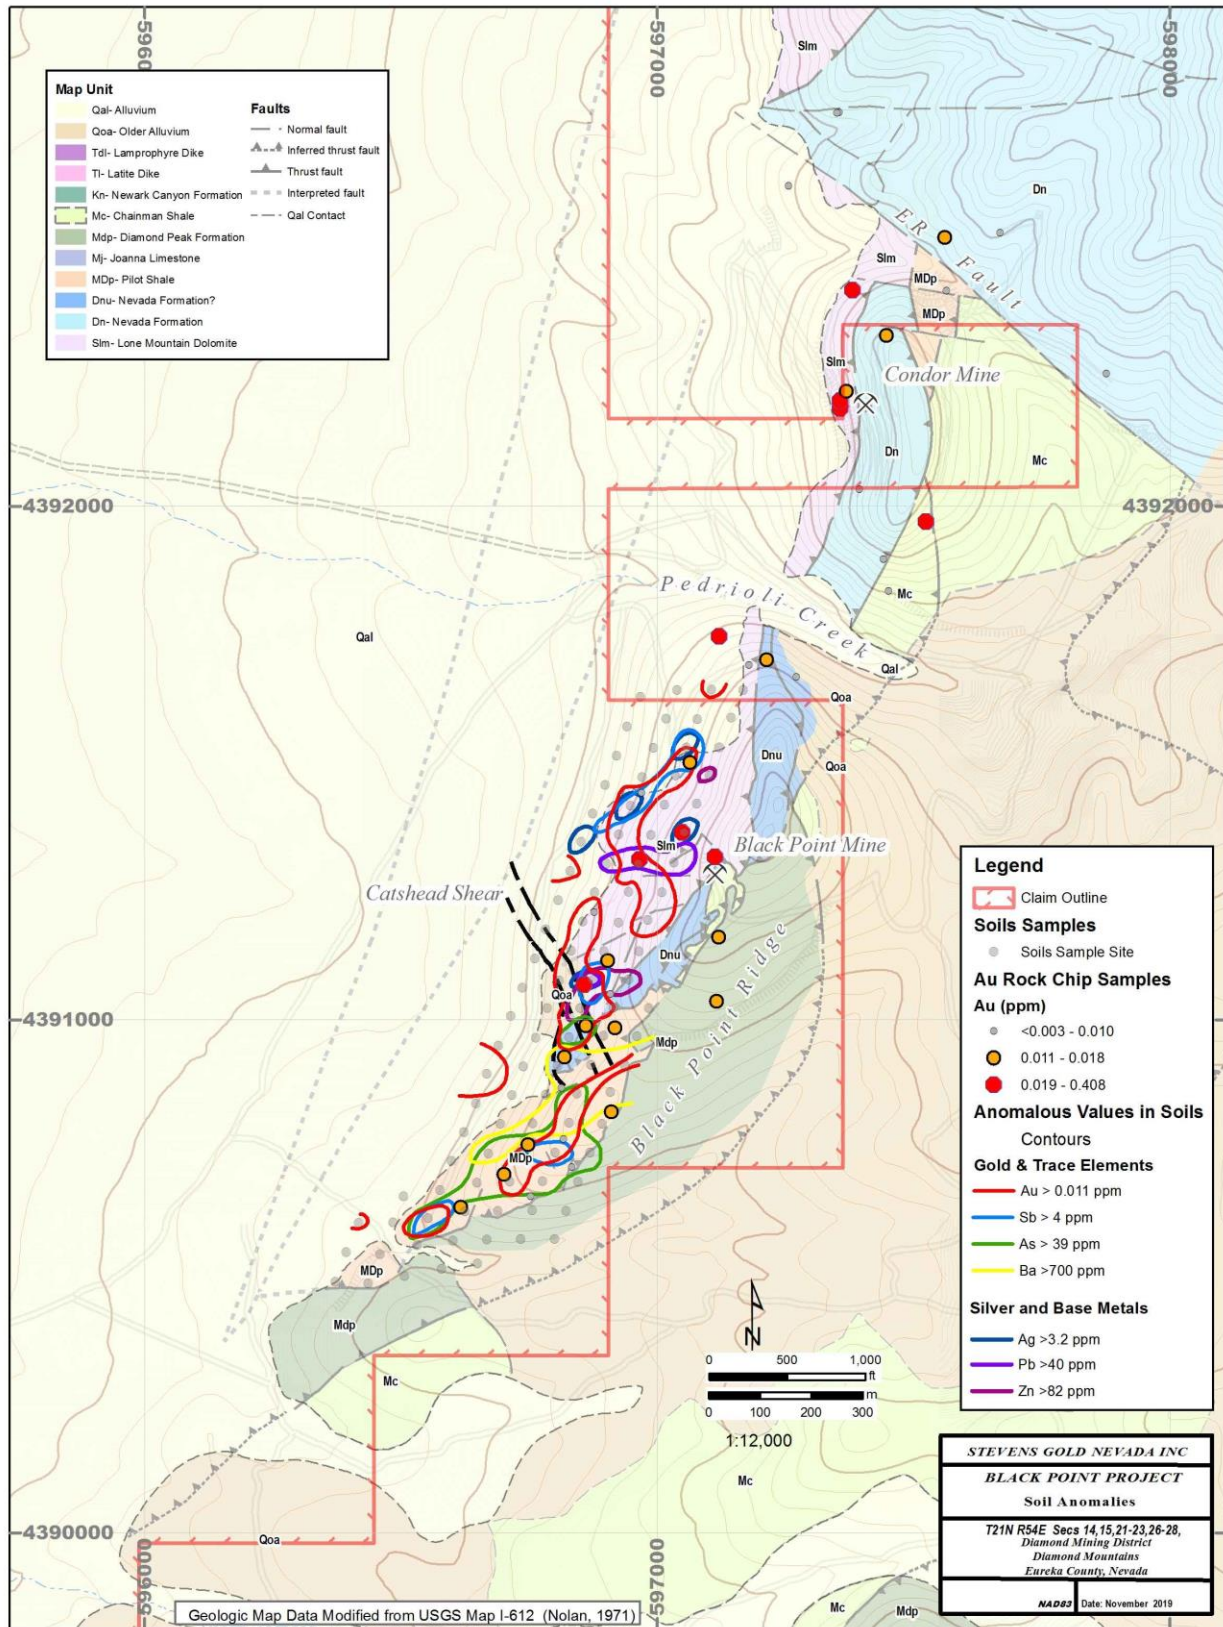 596000
597000
598000
Slm
Map Unit
Qal- Alluvium
Qoa- Older Alluvium
Tdl- Lamprophyre Dike
Tl- Latite Dike
Kn- Newark Canyon Formation
Mc- Chainman Shale
Mdp- Diamond Peak Formation
Mj- Joanna Limestone
MDp- Pilot Shale
Dnu- Nevada Formation?
Dn- Nevada Formation
Slm- Lone Mountain Dolomite
Faults
Normal fault
Inferred thrust fault
Thrust fault
Interpreted fault
Qal Contact
Dn
ER Fault
Slm
MDp
MDp
Slm
Condor Mine
Dn
Mc
4392000
4392000
Pedrioli Creek
Mc
Qal
Qal
Qoa
Dnu
Qoa
Slm
Black Point Mine
Catshead Shear
Dnu
Qoa
4391000
Mdp
Black Point Ridge
MDp
MDp
Mdp
Mc
N
0 500 1,000
ft
m
0 100 200 300
1:12,000
Mc
4390000
Qoa
596000
597000
Mc
Mdp
Legend
Claim Outline
Soils Samples
Soils Sample Site
Au Rock Chip Samples
Au (ppm)
<0.003 - 0.010
0.011 - 0.018
0.019 - 0.408
Anomalous Values in Soils
Contours
Gold & Trace Elements
Au > 0.011 ppm
Sb > 4 ppm
As > 39 ppm
Ba >700 ppm
Silver and Base Metals
Ag >3.2 ppm
Pb >40 ppm
Zn >82 ppm
STEVENS GOLD NEVADA INC
BLACK POINT PROJECT
Soil Anomalies
T21N R54E Secs 14,15,21-23,26-28,
Diamond Mining District
Diamond Mountains
Eureka County, Nevada
NAD83
Date: November 2019
Geologic Map Data Modified from USGS Map I-612 (Nolan, 1971)